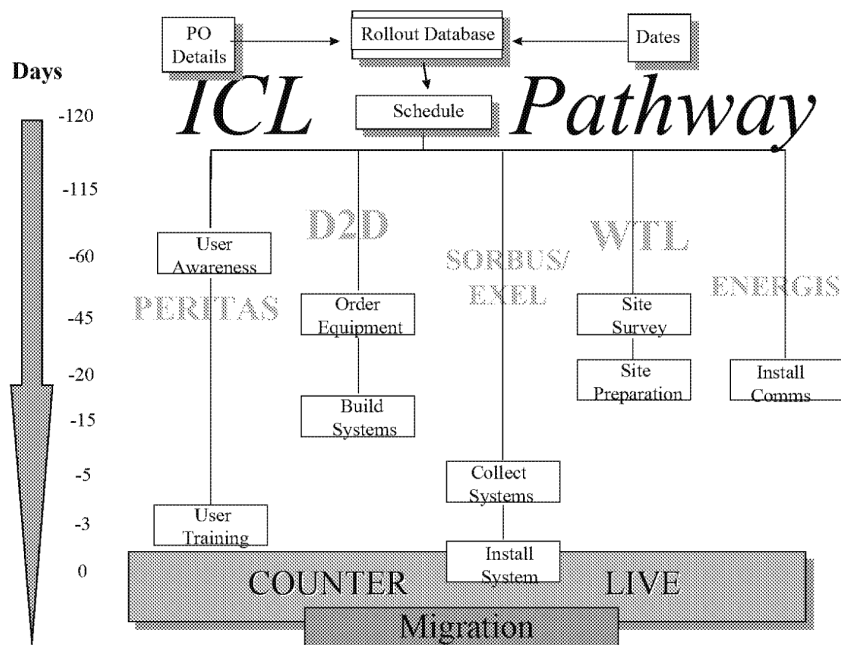 PO
Details
Rollout Database
Dates
Days
ICL Pathway
Schedule
-120
-115
D2D
WTL
User
Awareness
-60
SORBUS/
EXEL
PERITAS
ENERGIS
Order
Equipment
Site
Survey
-45
Site
Preparation
Install
Comms
-20
Build
Systems
-15
Collect
Systems
-5
User
Training
-3
Install
System
0
COUNTER LIVE
Migration